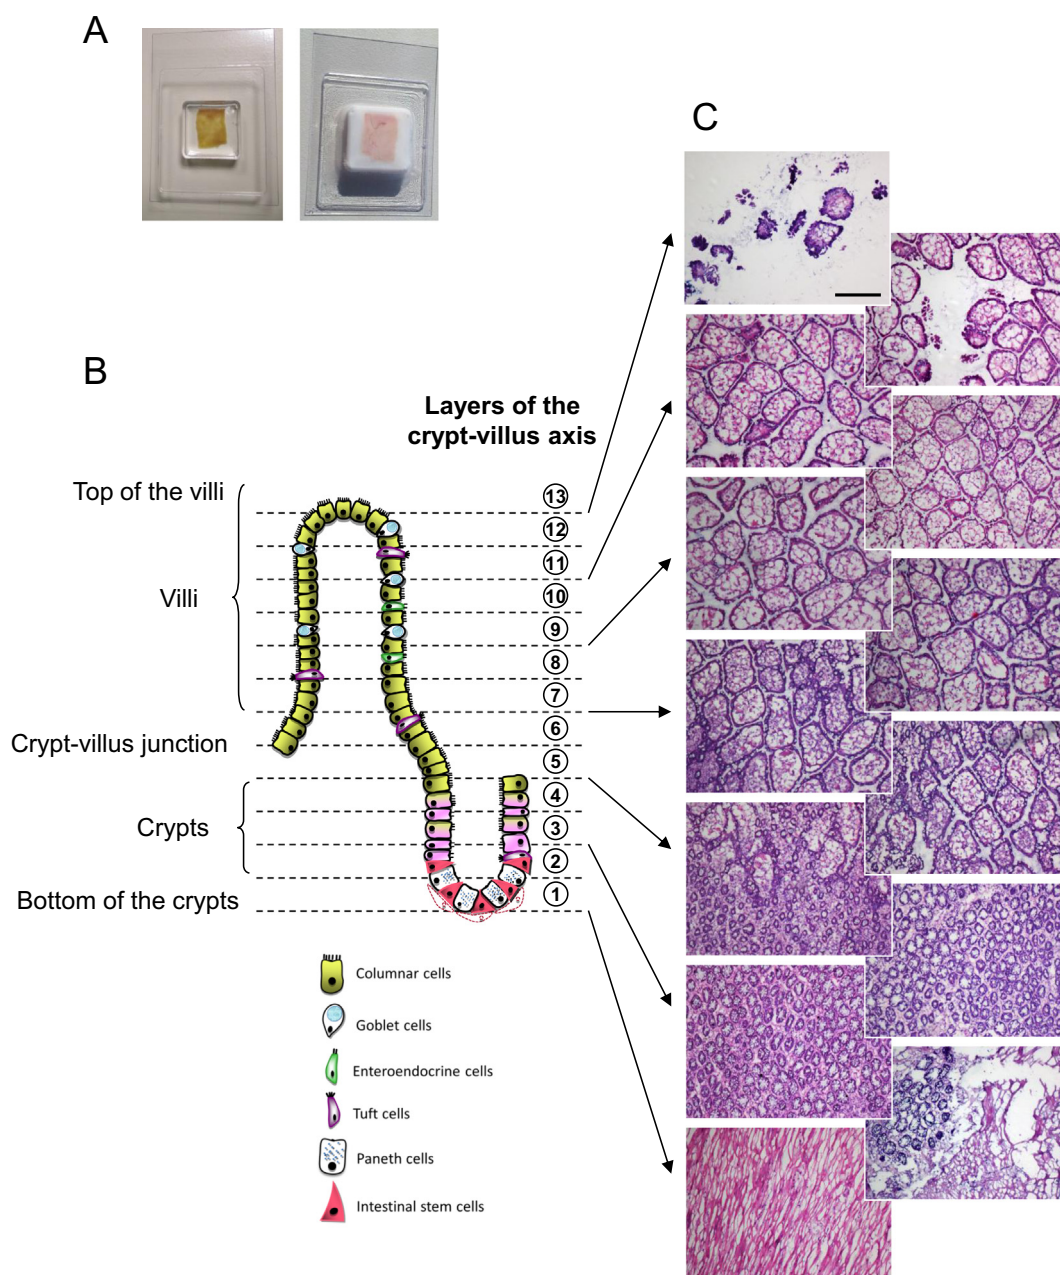 A
C
B
Layers of the
crypt-villus axis
Top of the villi
13
12
11
Villi
10
9
8
7
Crypt-villus junction
6
5
4
Crypts
3
2
Bottom of the crypts
1
Columnar cells
Goblet cells
Enteroendocrine cells
Tuft cells
Paneth cells
Intestinal stem cells